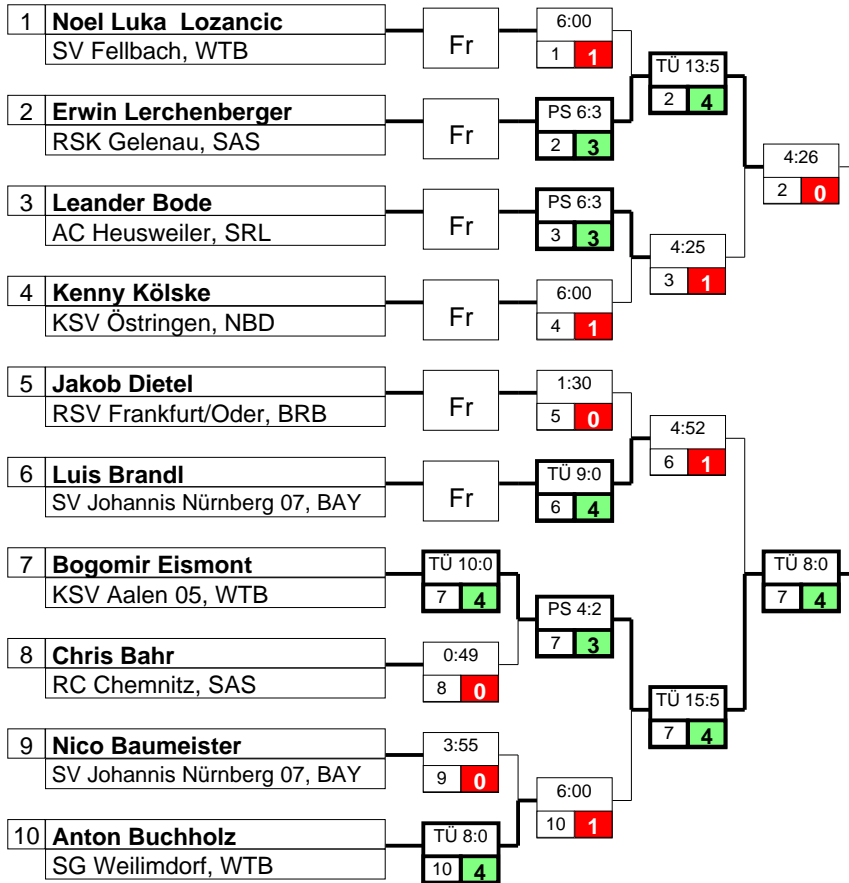 1 Noel Luka Lozancic
SV Fellbach, WTB
Fr
6:00
1 1
TÜ 13:5
2 4
2 Erwin Lerchenberger
RSK Gelenau, SAS
Fr
PS 6:3
2 3
4:26
2 0
3 Leander Bode
AC Heusweiler, SRL
Fr
PS 6:3
3 3
4:25
3 1
4 Kenny Kölske
KSV Östringen, NBD
Fr
6:00
4 1
5 Jakob Dietel
RSV Frankfurt/Oder, BRB
Fr
1:30
5 0
4:52
6 1
6 Luis Brandl
SV Johannis Nürnberg 07, BAY
Fr
TÜ 9:0
6 4
7 Bogomir Eismont
KSV Aalen 05, WTB
TÜ 10:0
7 4
TÜ 8:0
7 4
PS 4:2
7 3
8 Chris Bahr
RC Chemnitz, SAS
0:49
8 0
TÜ 15:5
7 4
9 Nico Baumeister
SV Johannis Nürnberg 07, BAY
3:55
9 0
6:00
10 1
10 Anton Buchholz
SG Weilimdorf, WTB
TÜ 8:0
10 4